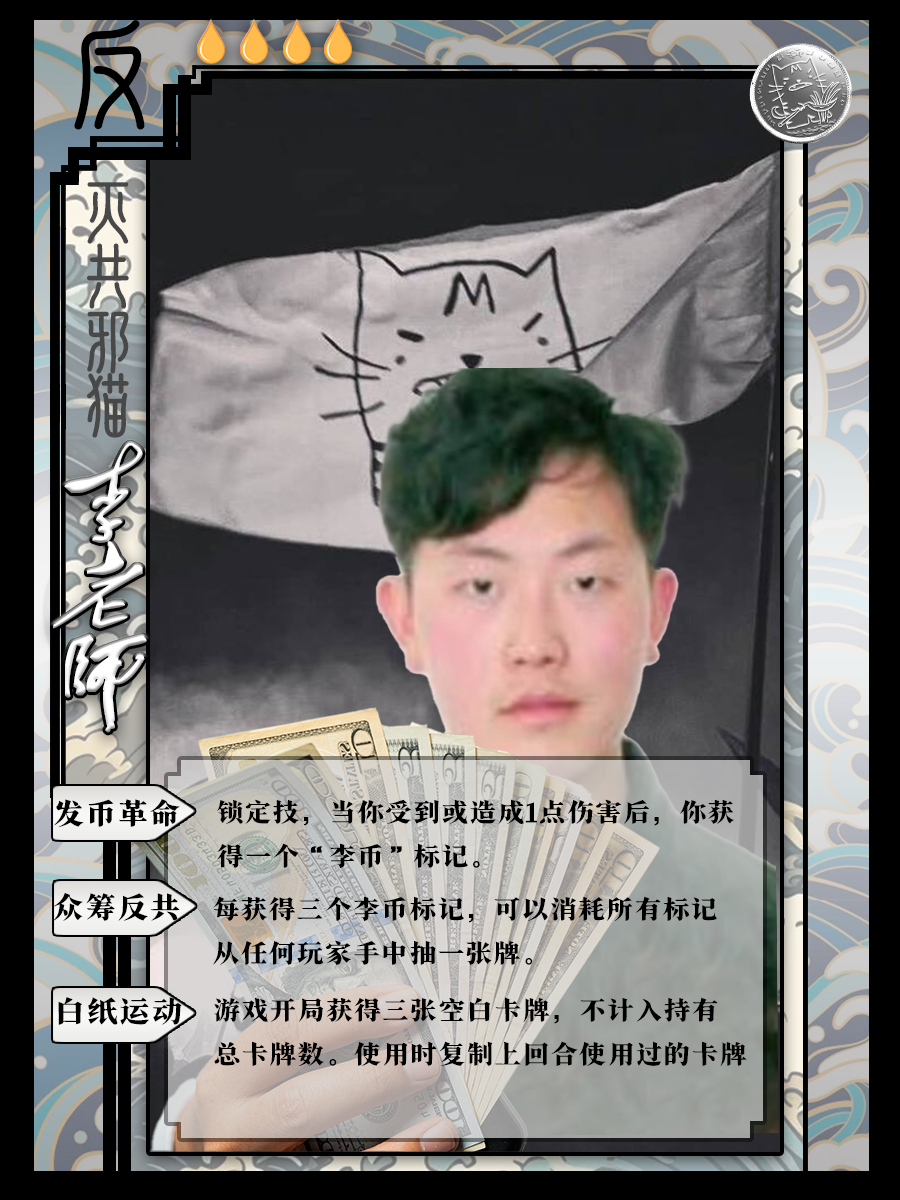 反
灭共邪猫
李老师
M
发币革命
锁定技，当你受到或造成1点伤害后，你获
得一个“李币”标记。
众筹反共
每获得三个李币标记，可以消耗所有标记
从任何玩家手中抽一张牌。
白纸运动
游戏开局获得三张空白卡牌，不计入持有
总卡牌数。使用时复制上回合使用过的卡牌